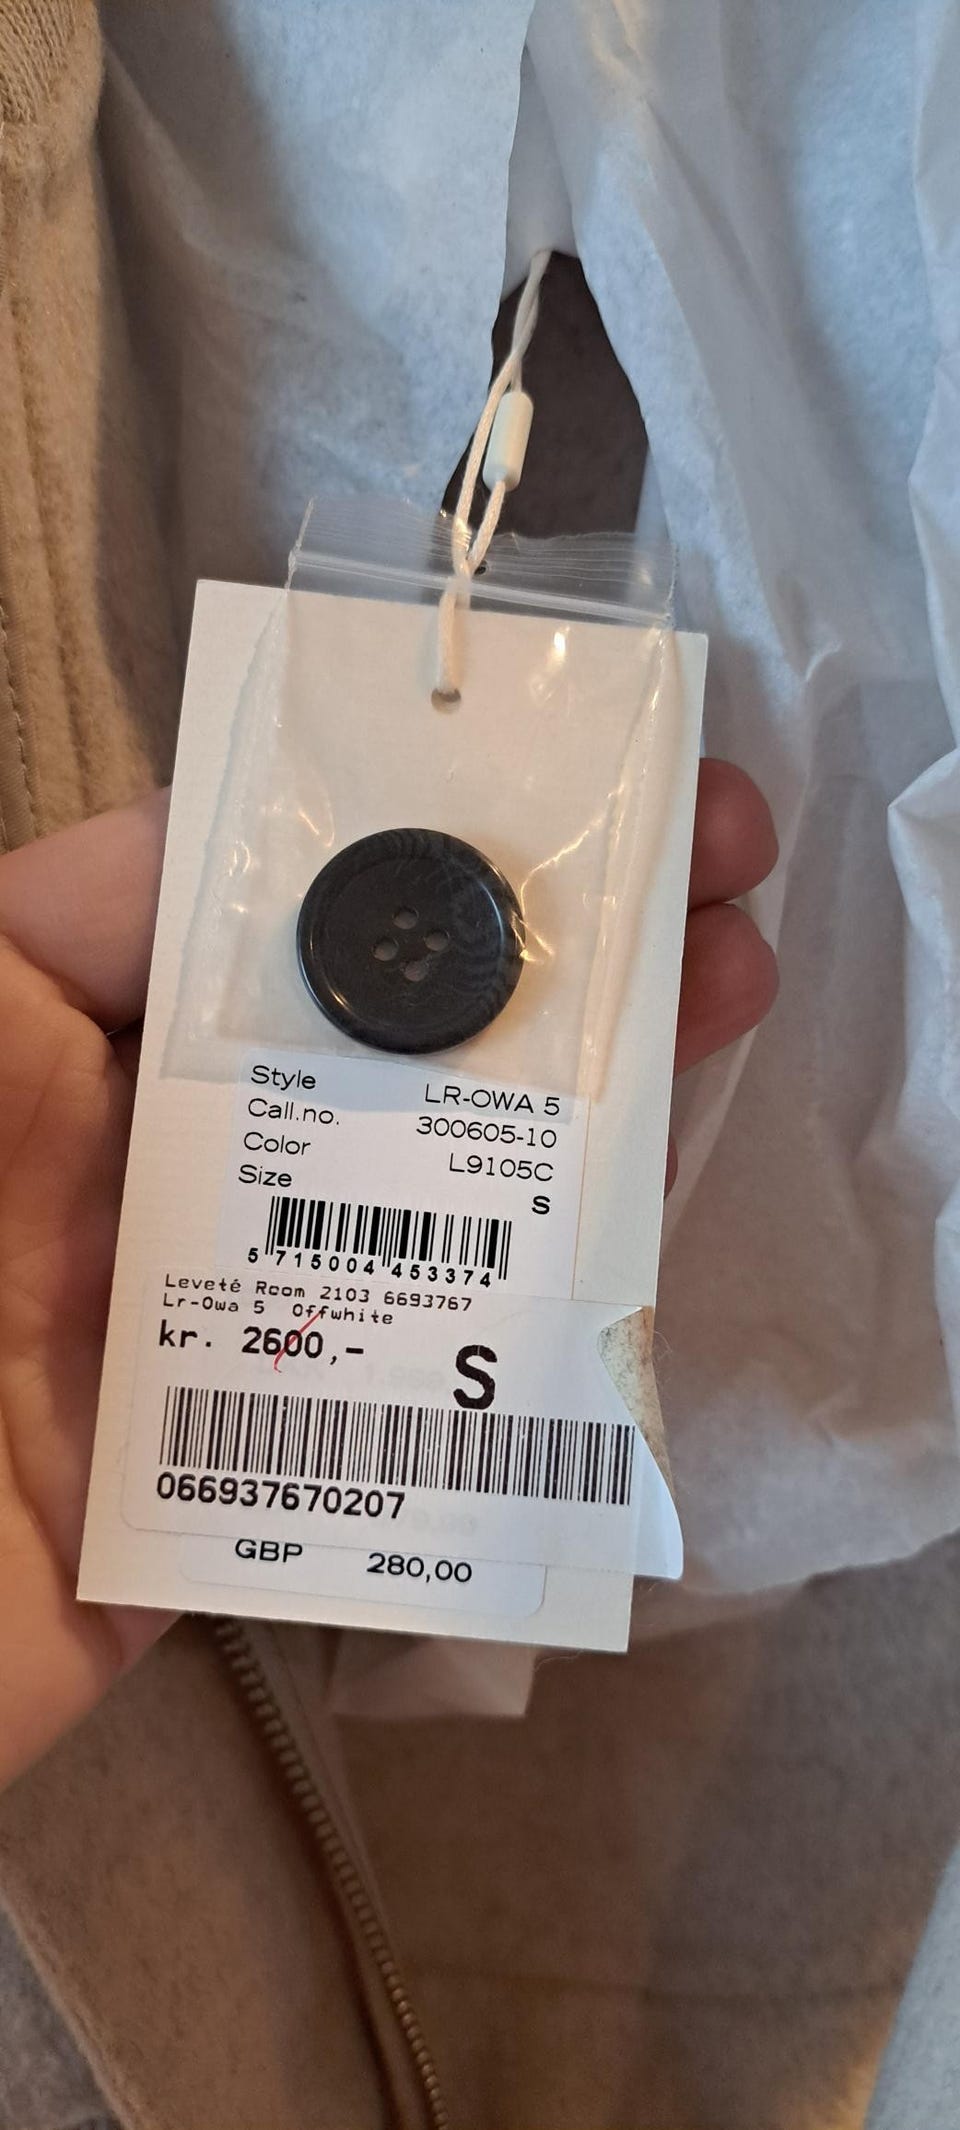 Style LR-OWA 5
Call.no. 300605-10
Color L9105C
Size S
5 715004 453374
Leveté Room 2103 6693767
Lr-Owa 5 Offwhite
kr. 2600,- S
066937670207
GBP 280,00